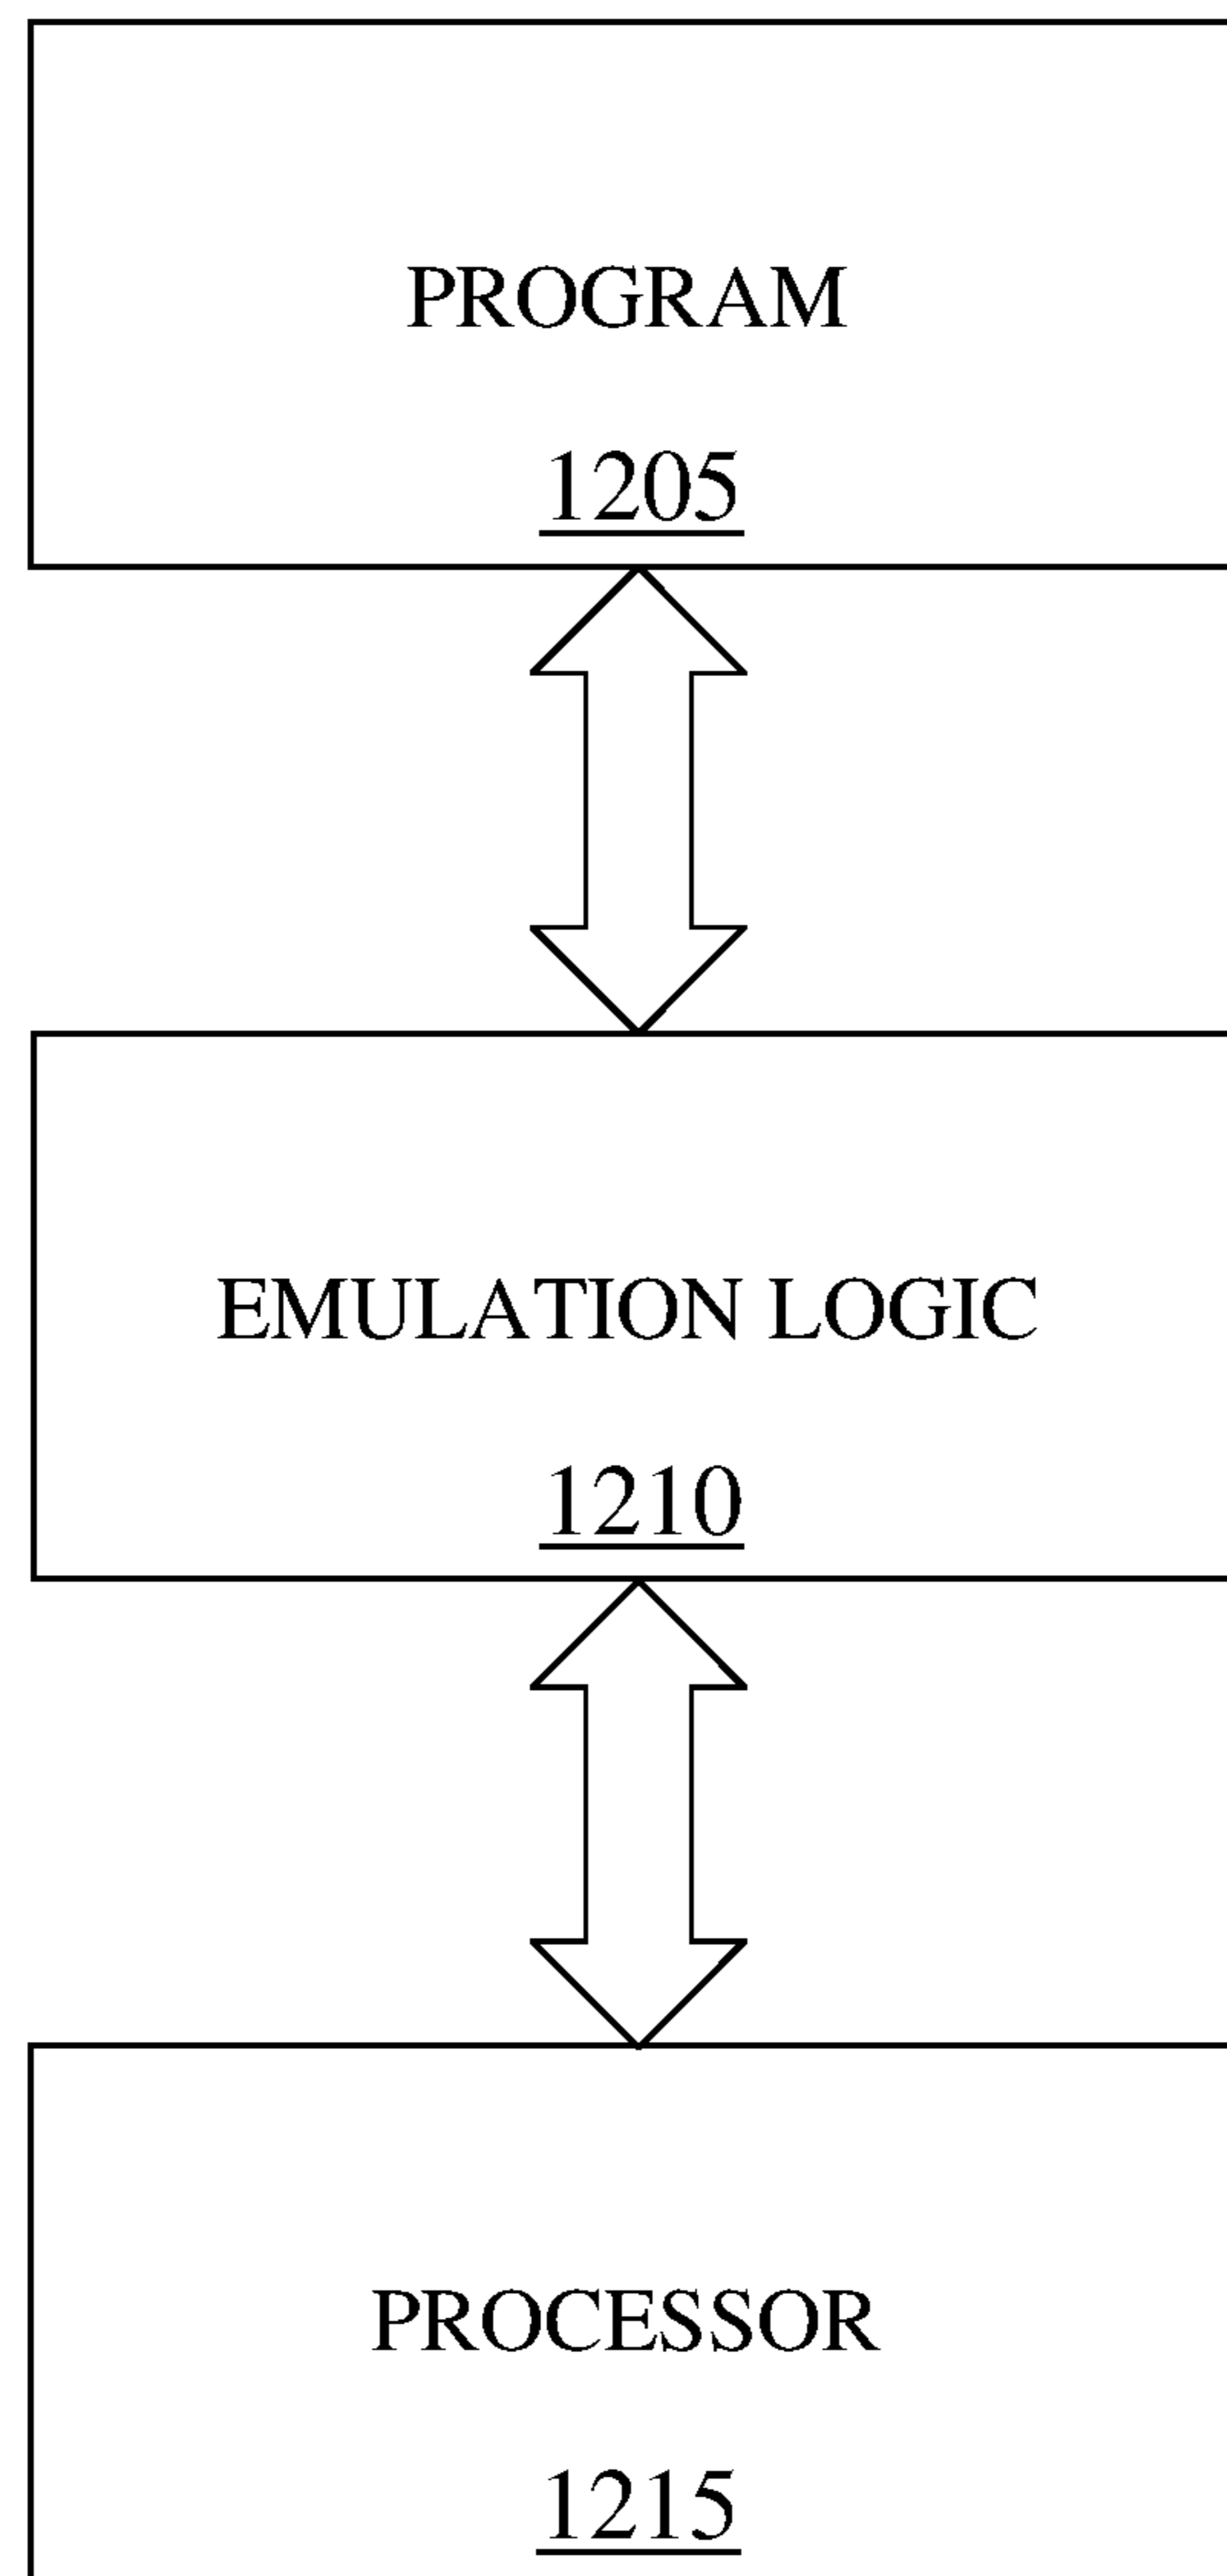 PROGRAM
1205
EMULATION LOGIC
1210
PROCESSOR
1215